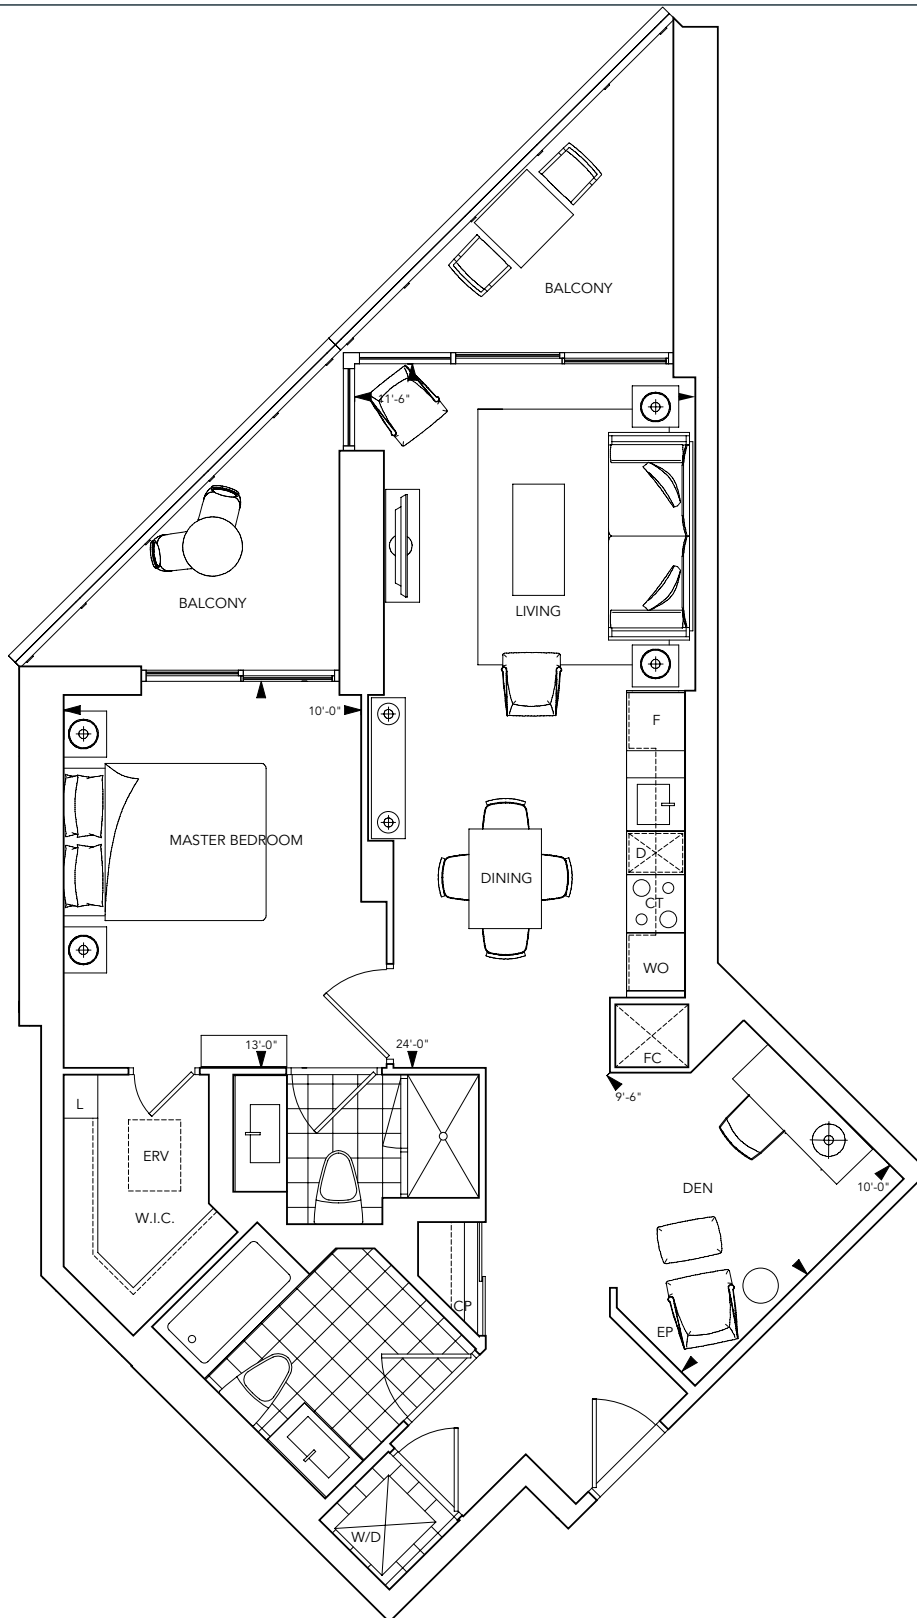 BALCONY
11'-6"
BALCONY
LIVING
10'-0"
F
MASTER BEDROOM
D
DINING
CT
WO
13'-0"
24'-0"
FC
9'-6"
L
ERV
DEN
10'-0"
W.I.C.
CP
EP
W/D